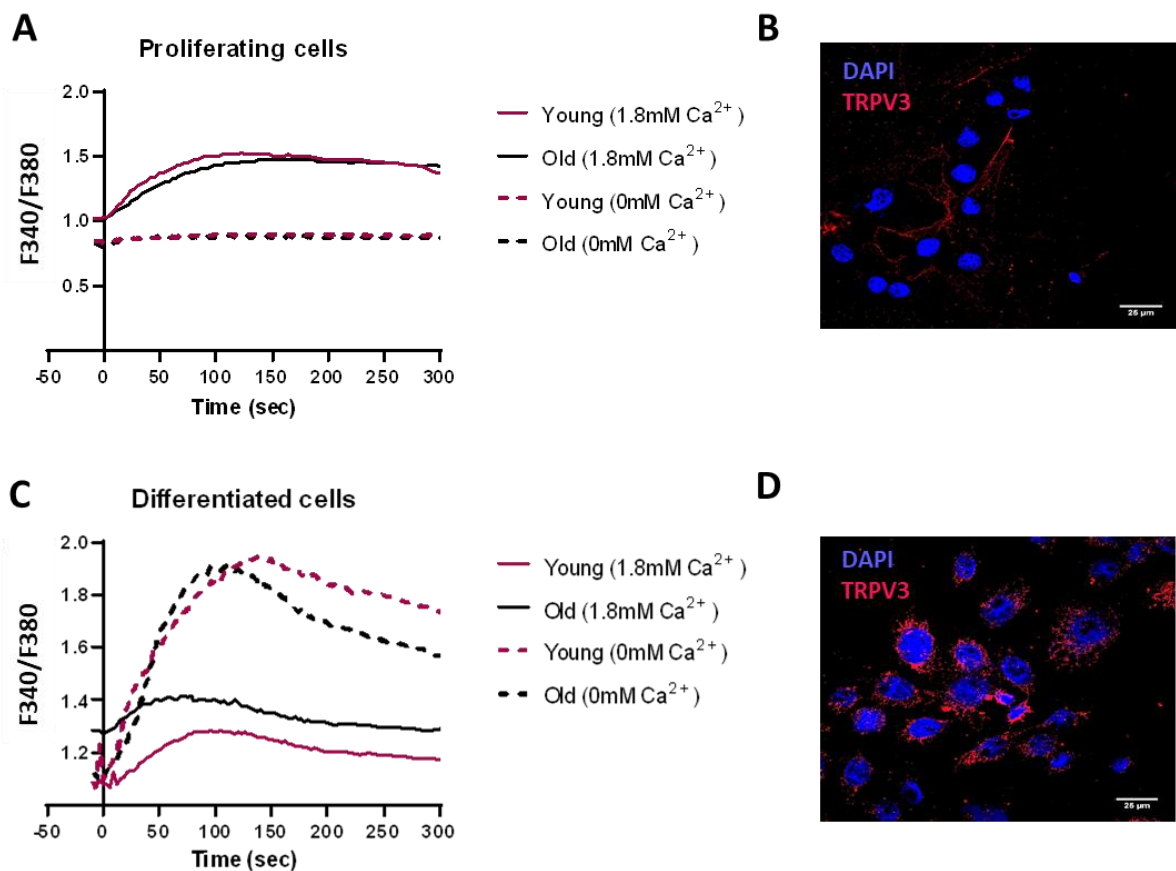 A
Proliferating cells
F340/F380
2.0
1.5
1.0
0.5
-50 0 50 100 150 200 250 300
Time (sec)
Young (1.8mM Ca²⁺)
Old (1.8mM Ca²⁺)
Young (0mM Ca²⁺)
Old (0mM Ca²⁺)
B
DAPI
TRPV3
25 µm
C
Differentiated cells
F340/F380
2.0
1.8
1.6
1.4
1.2
-50 0 50 100 150 200 250 300
Time (sec)
Young (1.8mM Ca²⁺)
Old (1.8mM Ca²⁺)
Young (0mM Ca²⁺)
Old (0mM Ca²⁺)
D
DAPI
TRPV3
25 µm